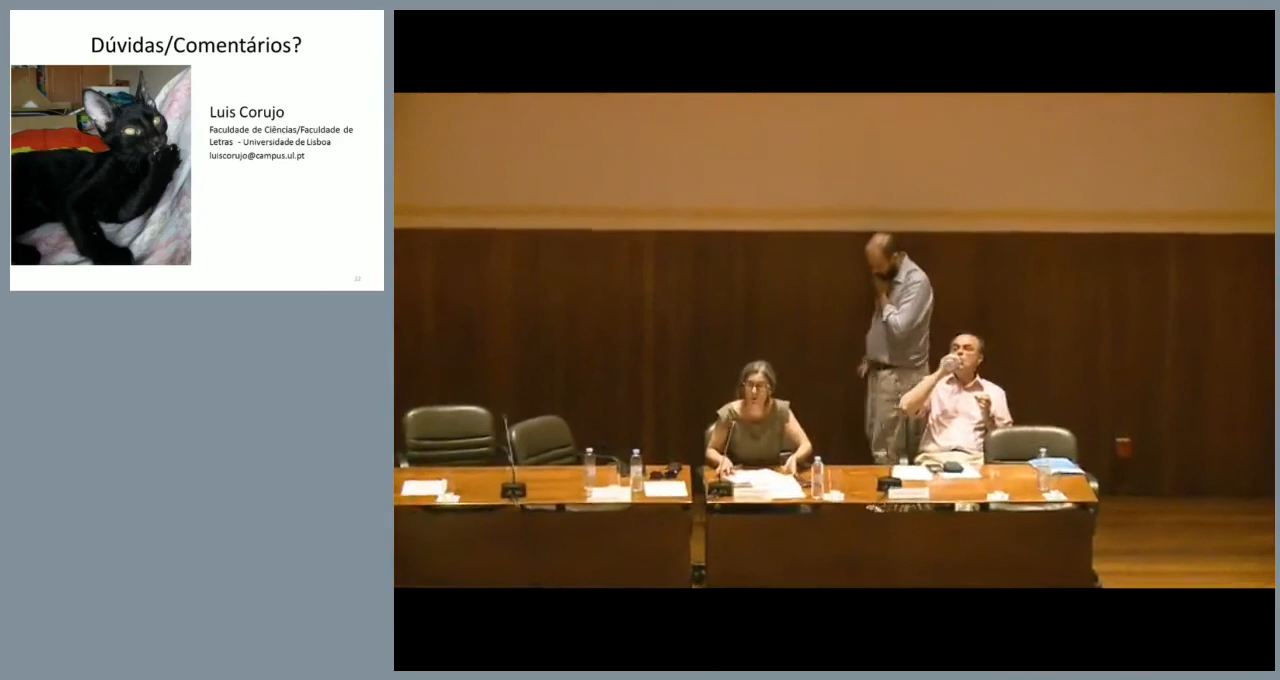 Dúvidas/Comentários?
Luis Corujo
Faculdade de Ciências/Faculdade de
Letras - Universidade de Lisboa
luiscorujo@campus.ul.pt